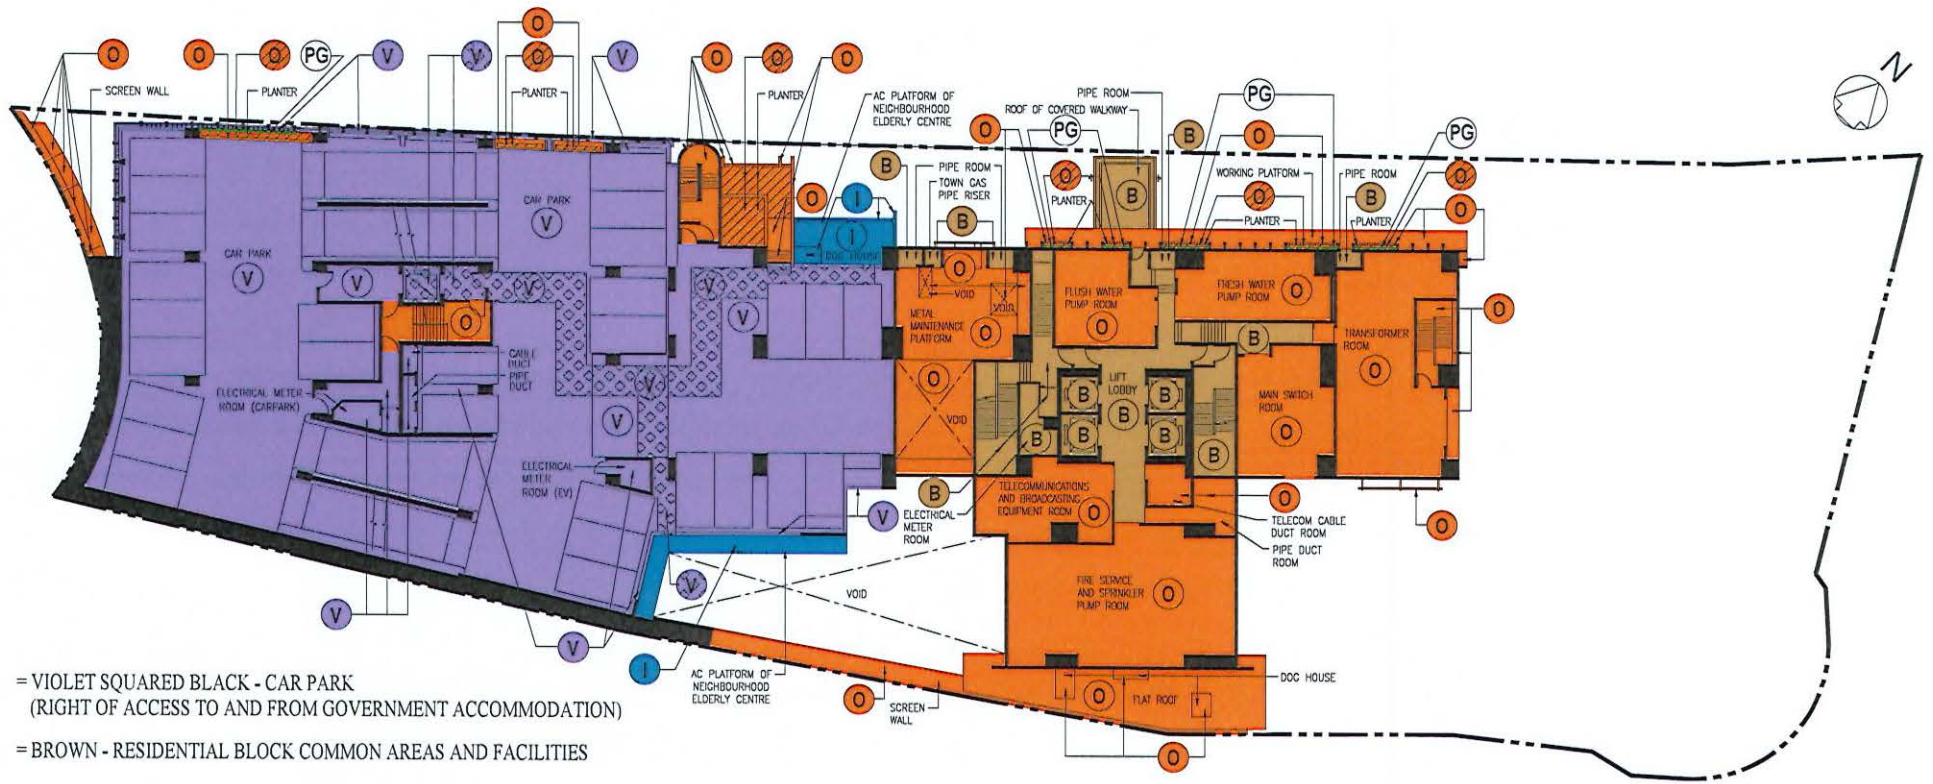 O
O
O
O
PG
V
V
O
O
V
O
O
O
N
SCREEN WALL
PLANTER
PLANTER
PLANTER
AC PLATFORM OF
NEIGHBOURHOOD
ELDERLY CENTRE
PIPE ROOM
ROOF OF COVERED WALKWAY
PG
O
PG
B
O
PG
B
PIPE ROOM
TOWN GAS
PIPE RISER
O
I
B
O
PLANTER
B
WORKING PLATFORM
O
PLANTER
PIPE ROOM
B
PLANTER
O
O
CAR PARK
V
CAR PARK
V
I
DOG HOUSE
V
V
V
V
O
O
VOID
VOID
METAL
MAINTENANCE
PLATFORM
O
FLUSH WATER
PUMP ROOM
O
FRESH WATER
PUMP ROOM
O
B
TRANSFORMER
ROOM
O
O
CABLE
DUCT
PIPE
DUCT
ELECTRICAL METER
ROOM (CARPARK)
V
V
O
VOID
LIFT
LOBBY
B
B
B
B
B
B
B
MAIN SWITCH
ROOM
O
ELECTRICAL
METER
ROOM (EV)
V
B
ELECTRICAL
METER
ROOM
TELECOMMUNICATIONS
AND BROADCASTING
EQUIPMENT ROOM
O
O
TELECOM CABLE
DUCT ROOM
PIPE DUCT
ROOM
O
V
VOID
FIRE SERVICE
AND SPRINKLER
PUMP ROOM
O
V
V
I
AC PLATFORM OF
NEIGHBOURHOOD
ELDERLY CENTRE
O
SCREEN
WALL
O
FLAT ROOF
DOG HOUSE
O
= VIOLET SQUARED BLACK - CAR PARK
(RIGHT OF ACCESS TO AND FROM GOVERNMENT ACCOMMODATION)
= BROWN - RESIDENTIAL BLOCK COMMON AREAS AND FACILITIES